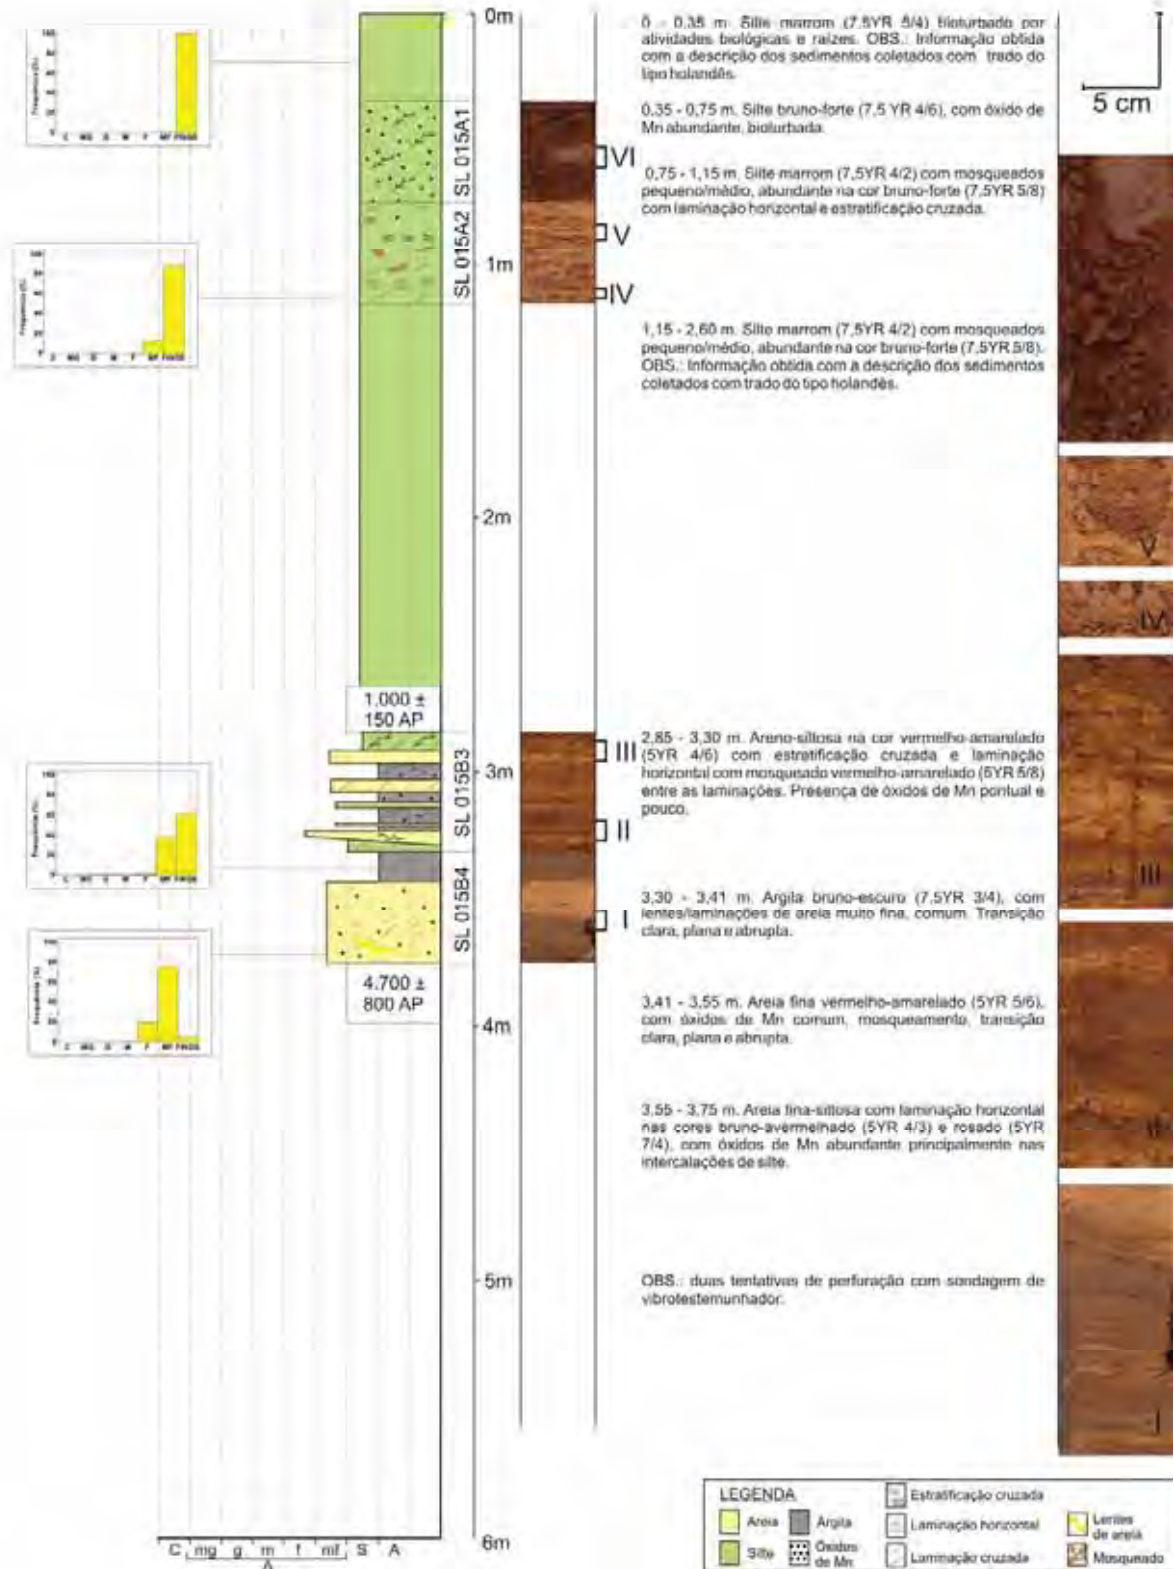 0m
0 - 0,35 m. Silte marrom (7,5YR 5/4) bioturbado por
atividades biológicas e raízes. OBS.: Informação obtida
com a descrição dos sedimentos coletados com trado do
tipo holandês.
5 cm
0,35 - 0,75 m. Silte bruno-forte (7,5 YR 4/6), com óxido de
Mn abundante, bioturbada.
SL 015A1
VI
0,75 - 1,15 m. Silte marrom (7,5YR 4/2) com mosqueados
pequeno/médio, abundante na cor bruno-forte (7,5YR 5/8)
com laminação horizontal e estratificação cruzada.
SL 015A2
V
1m
IV
1,15 - 2,60 m. Silte marrom (7,5YR 4/2) com mosqueados
pequeno/médio, abundante na cor bruno-forte (7,5YR 5/8).
OBS.: Informação obtida com a descrição dos sedimentos
coletados com trado do tipo holandês.
2m
V
IV
1.000 ±
150 AP
2,85 - 3,30 m. Areno-siltosa na cor vermelho-amarelado
(5YR 4/6) com estratificação cruzada e laminação
horizontal com mosqueado vermelho-amarelado (5YR 5/8)
entre as laminações. Presença de óxidos de Mn pontual e
pouco.
III
3m
SL 015B3
II
III
3,30 - 3,41 m. Argila bruno-escuro (7,5YR 3/4), com
lentes/laminações de areia muito fina, comum. Transição
clara, plana e abrupta.
SL 015B4
I
4.700 ±
800 AP
3,41 - 3,55 m. Areia fina vermelho-amarelado (5YR 5/6),
com óxidos de Mn comum, mosqueamento, transição
clara, plana e abrupta.
4m
3,55 - 3,75 m. Areia fina-siltosa com laminação horizontal
nas cores bruno-avermelhado (5YR 4/3) e rosado (5YR
7/4), com óxidos de Mn abundante principalmente nas
intercalações de silte.
II
5m
OBS.: duas tentativas de perfuração com sondagem de
vibrotestemunhador.
I
6m
C mg g m f mf S A
A
LEGENDA
Areia
Argila
Silte
Óxidos
de Mn
Estratificação cruzada
Laminação horizontal
Laminação cruzada
Lentes
de areia
Mosqueado